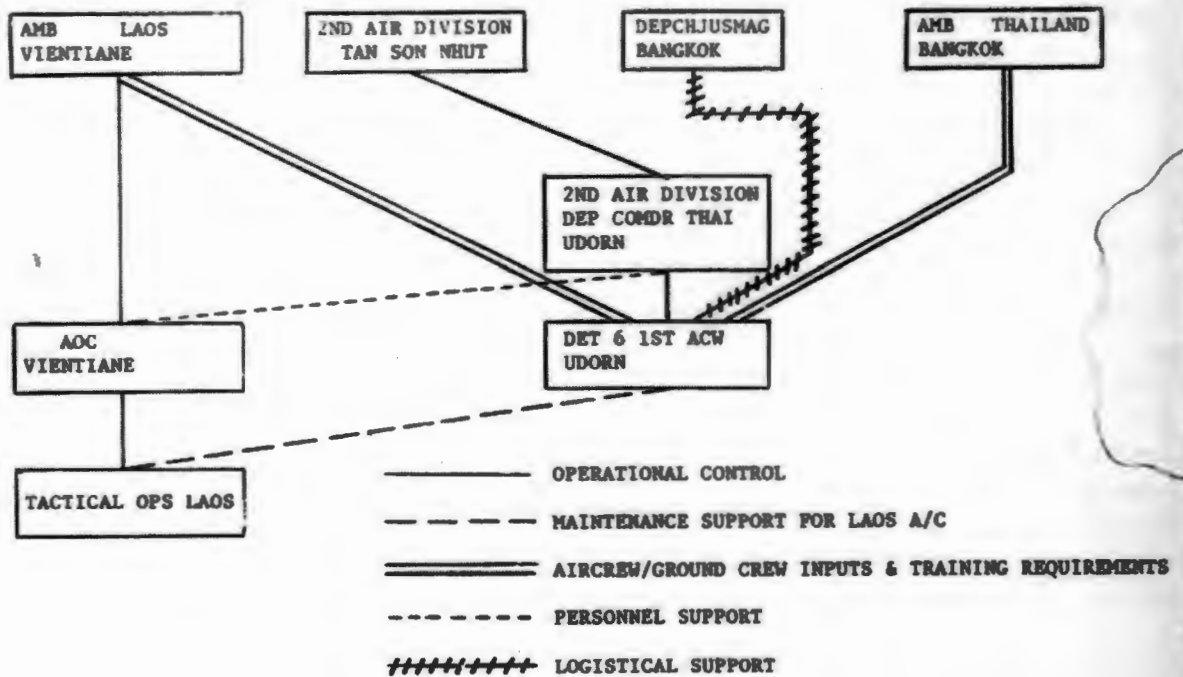 AMB LAOS
VIENTIANE
2ND AIR DIVISION
TAN SON NHUT
DEPCHJUSMAG
BANGKOK
AMB THAILAND
BANGKOK
2ND AIR DIVISION
DEP COMDR THAI
UDORN
AOC
VIENTIANE
DET 6 1ST ACW
UDORN
TACTICAL OPS LAOS
OPERATIONAL CONTROL
MAINTENANCE SUPPORT FOR LAOS A/C
AIRCREW/GROUND CREW INPUTS & TRAINING REQUIREMENTS
PERSONNEL SUPPORT
LOGISTICAL SUPPORT